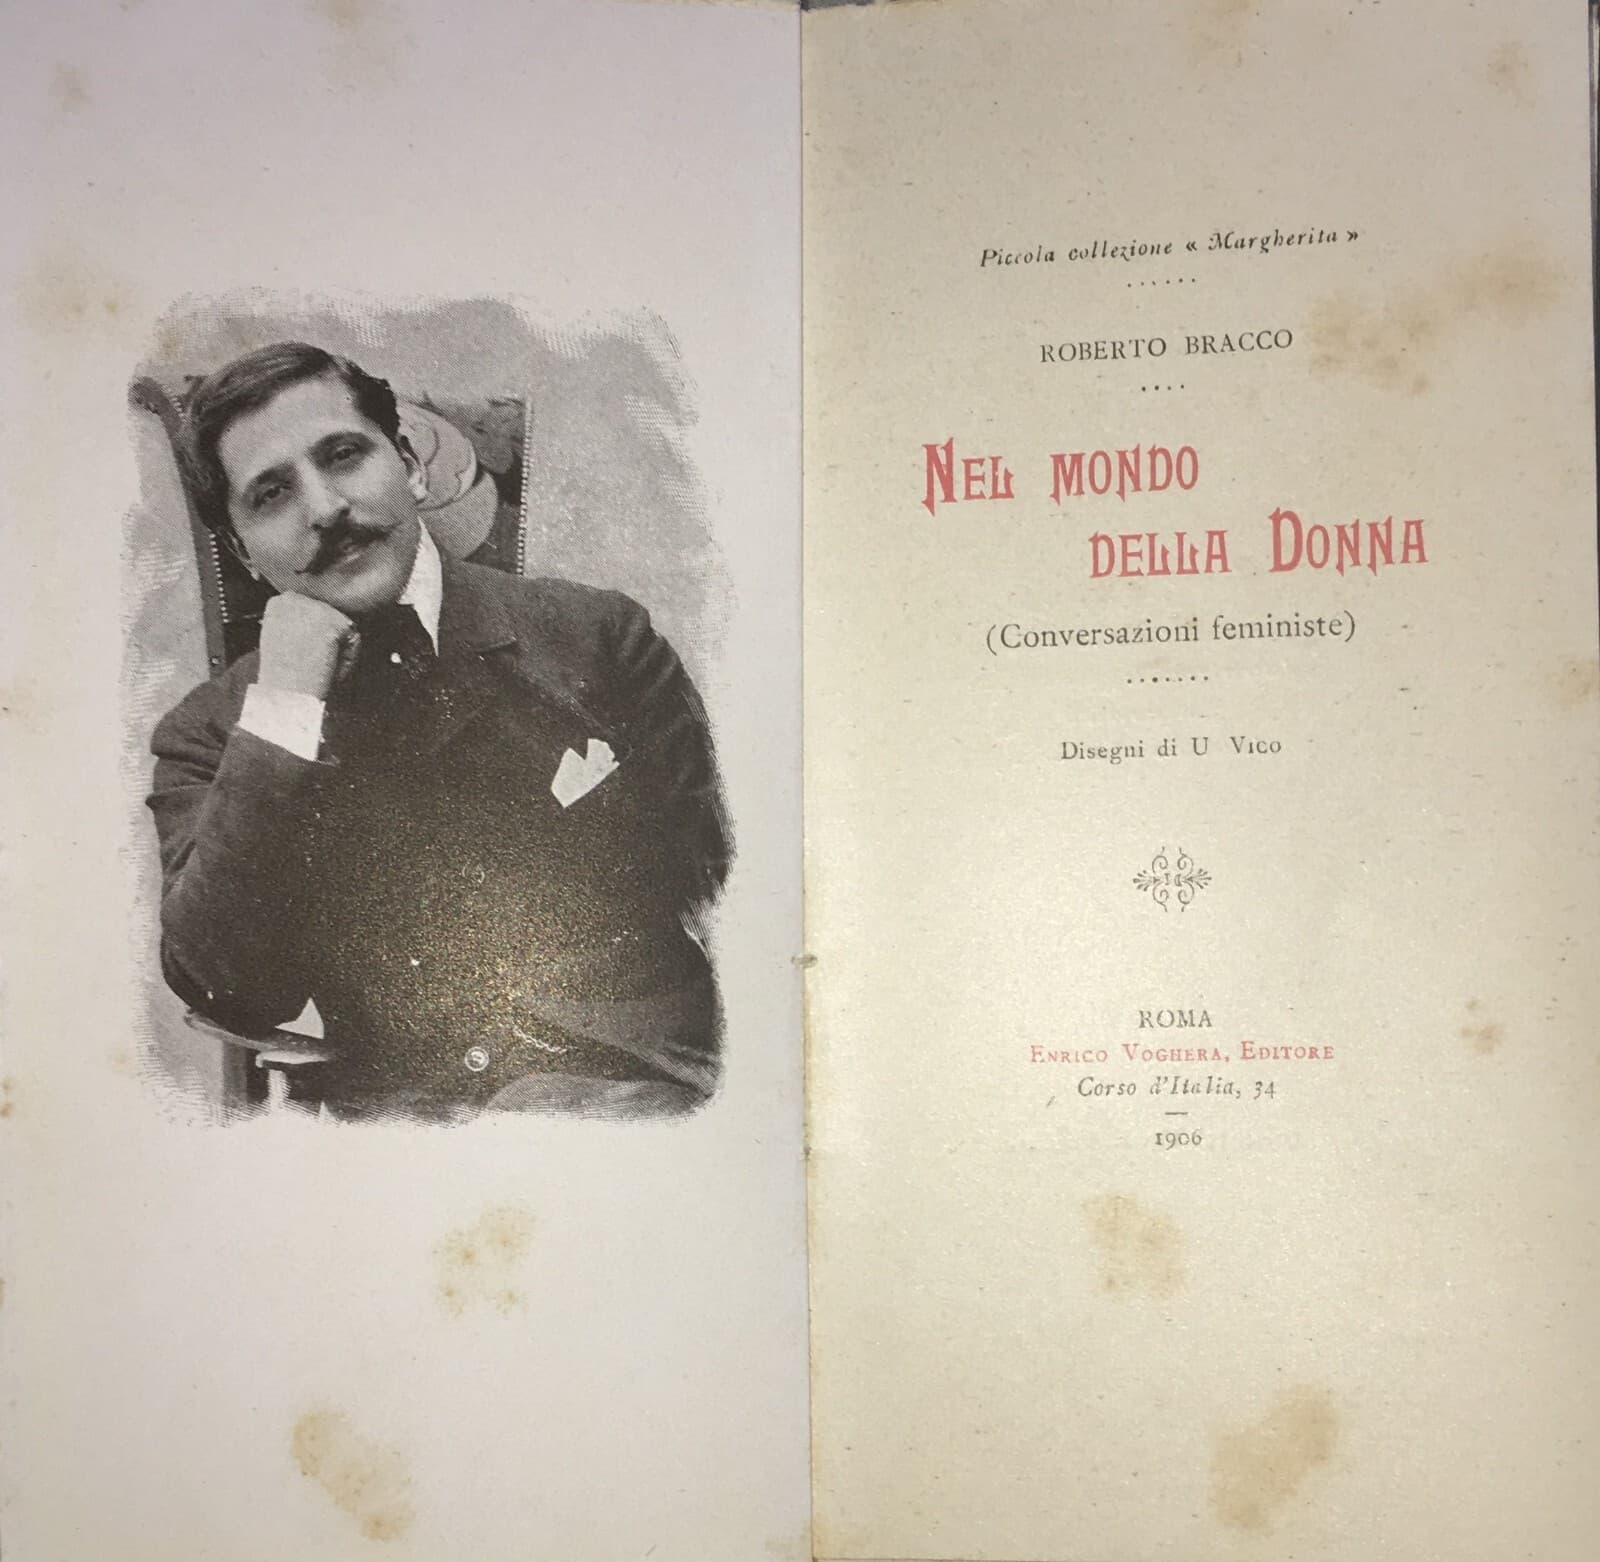 Piccola collezione « Margherita »
ROBERTO BRACCO
NEL MONDO
DELLA DONNA
(Conversazioni feministe)
Disegni di U Vico
ROMA
ENRICO VOGHERA, EDITORE
Corso d'Italia, 34
1906